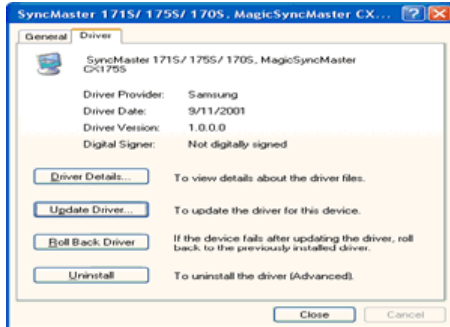 SyncMaster 171S/ 175S/ 170S, MagicSyncMaster CX...
General Driver
SyncMaster 171S/ 175S/ 170S, MagicSyncMaster
CX175S
Driver Provider: Samsung
Driver Date: 9/11/2001
Driver Version: 1.0.0.0
Digital Signer: Not digitally signed
Driver Details... To view details about the driver files.
Update Driver... To update the driver for this device.
Roll Back Driver If the device fails after updating the driver, roll
back to the previously installed driver.
Uninstall To uninstall the driver (Advanced).
Close Cancel